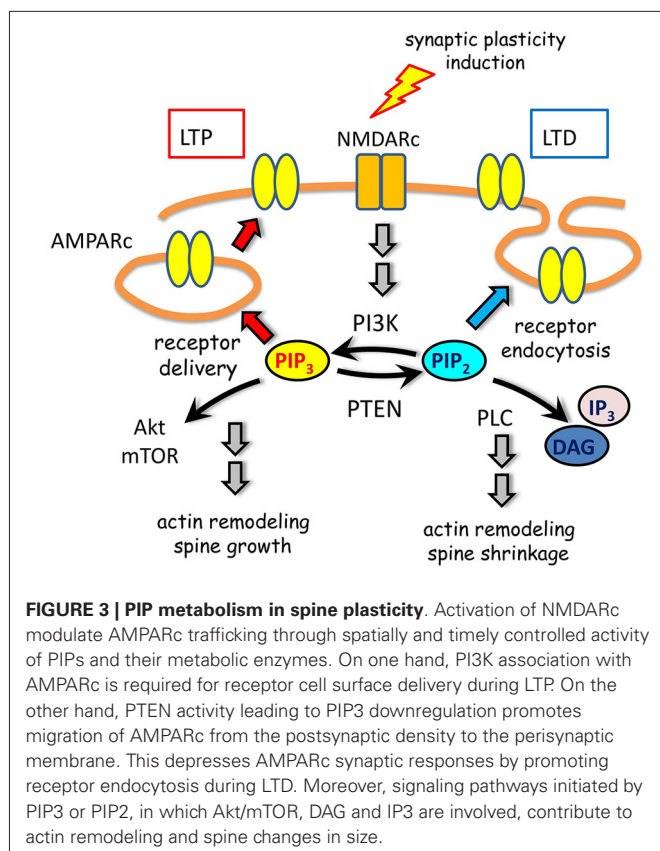 synaptic plasticity
induction
LTP
NMDARc
LTD
AMPARc
PI3K
receptor
delivery
receptor
endocytosis
PIP3
PIP2
PTEN
Akt
mTOR
PLC
IP3
DAG
actin remodeling
spine growth
actin remodeling
spine shrinkage
FIGURE 3 | PIP metabolism in spine plasticity. Activation of NMDARc
modulate AMPARc trafficking through spatially and timely controlled activity
of PIPs and their metabolic enzymes. On one hand, PI3K association with
AMPARc is required for receptor cell surface delivery during LTP. On the
other hand, PTEN activity leading to PIP3 downregulation promotes
migration of AMPARc from the postsynaptic density to the perisynaptic
membrane. This depresses AMPARc synaptic responses by promoting
receptor endocytosis during LTD. Moreover, signaling pathways initiated by
PIP3 or PIP2, in which Akt/mTOR, DAG and IP3 are involved, contribute to
actin remodeling and spine changes in size.